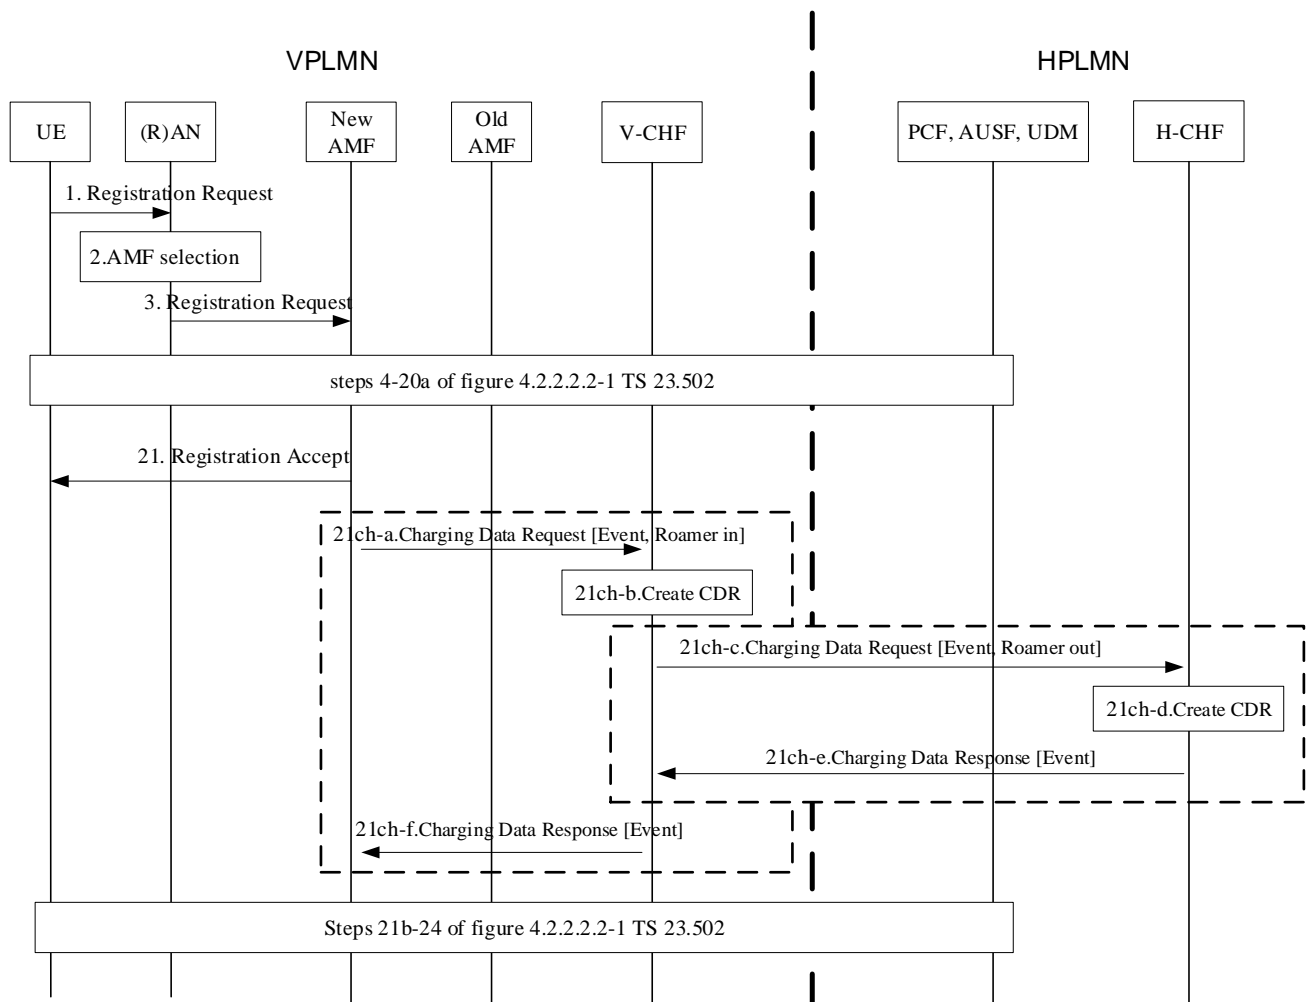 VPLMN
HPLMN
UE
(R)AN
New
AMF
Old
AMF
V-CHF
PCF, AUSF, UDM
H-CHF
1. Registration Request
2.AMF selection
3. Registration Request
steps 4-20a of figure 4.2.2.2.2-1 TS 23.502
21. Registration Accept
21ch-a.Charging Data Request [Event, Roamer in]
21ch-b.Create CDR
21ch-c.Charging Data Request [Event, Roamer out]
21ch-d.Create CDR
21ch-e.Charging Data Response [Event]
21ch-f.Charging Data Response [Event]
Steps 21b-24 of figure 4.2.2.2.2-1 TS 23.502